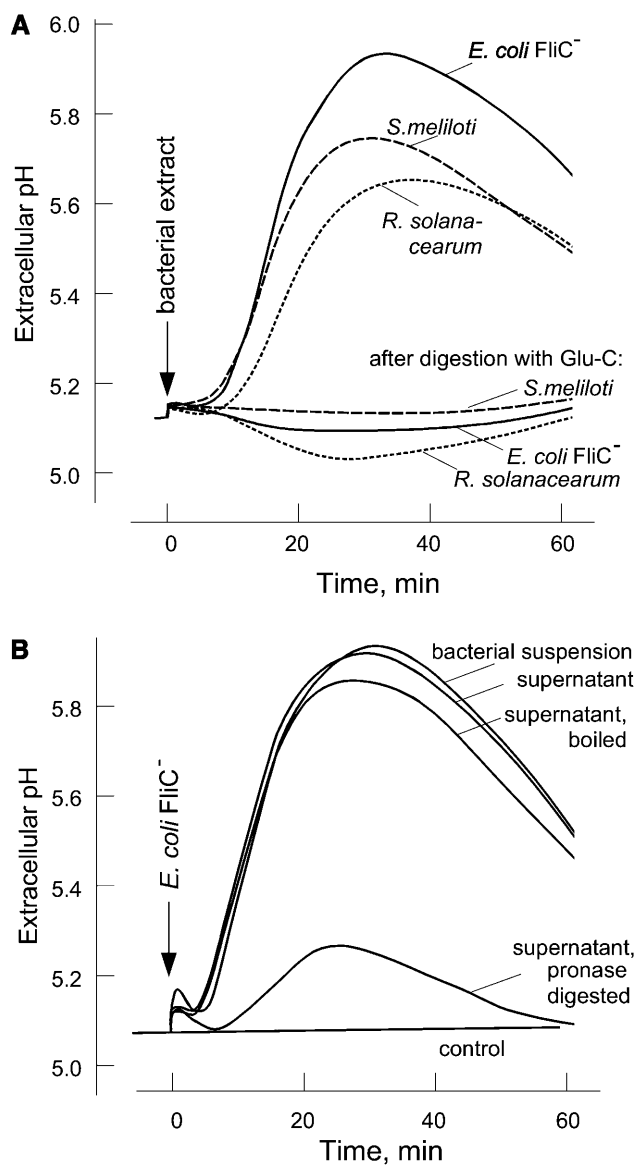 A
6.0
5.8
5.6
5.4
5.2
5.0
Extracellular pH
bacterial extract
E. coli FliC⁻
S.meliloti
R. solana-
cearum
after digestion with Glu-C:
S.meliloti
E. coli FliC⁻
R. solanacearum
0
20
40
60
Time, min
B
5.8
5.6
5.4
5.2
5.0
Extracellular pH
E. coli FliC⁻
bacterial suspension
supernatant
supernatant,
boiled
supernatant,
pronase
digested
control
0
20
40
60
Time, min